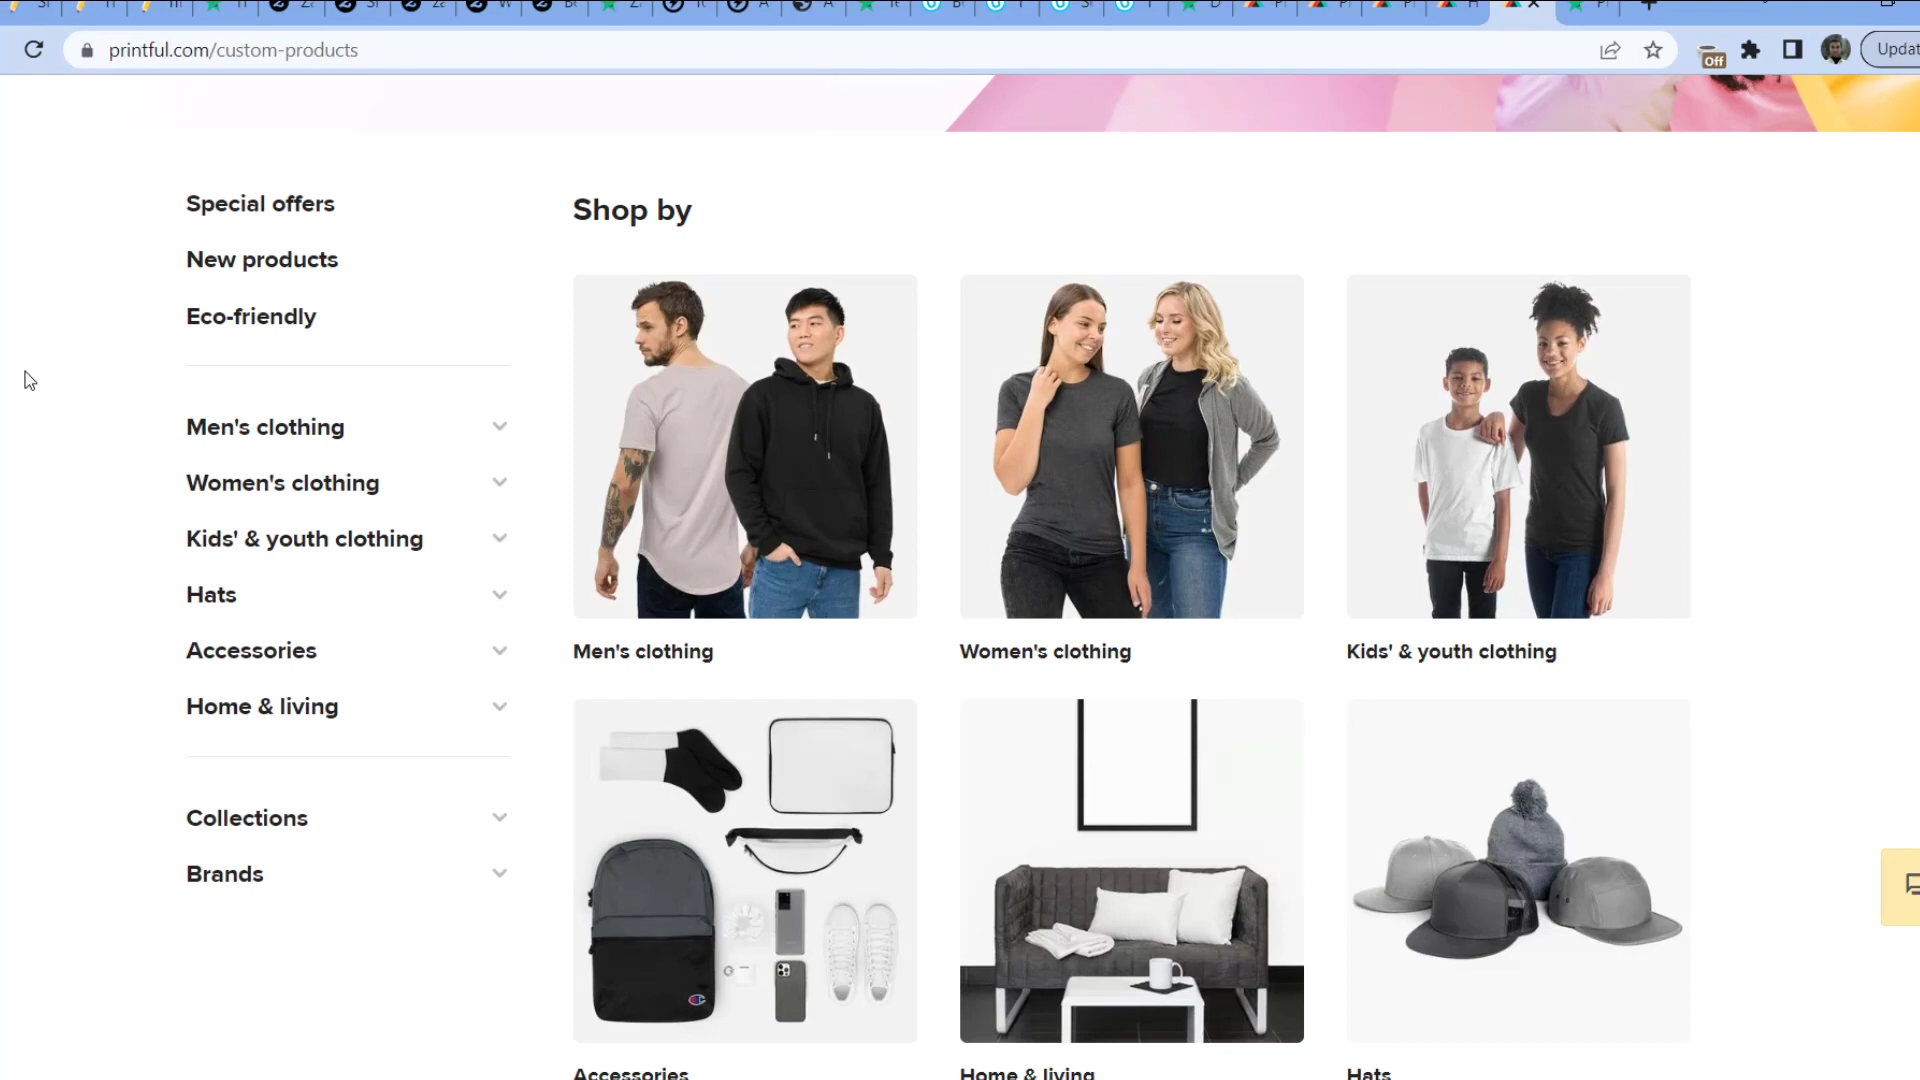 printful.com/custom-products
Off
Updat
Special offers
New products
Eco-friendly
Men's clothing
Women's clothing
Kids' & youth clothing
Hats
Accessories
Home & living
Collections
Brands
Shop by
Men's clothing
Women's clothing
Kids' & youth clothing
Accessories
Home & living
Hats